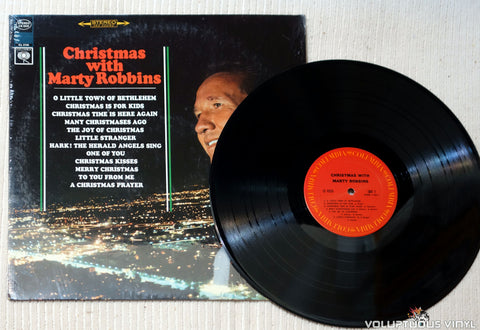 STEREO
Christmas
with
Marty Robbins
O LITTLE TOWN OF BETHLEHEM
CHRISTMAS IS FOR KIDS
CHRISTMAS TIME IS HERE AGAIN
MANY CHRISTMASES AGO
THE JOY OF CHRISTMAS
LITTLE STRANGER
HARK! THE HERALD ANGELS SING
ONE OF YOU
CHRISTMAS KISSES
MERRY CHRISTMAS
TO YOU FROM ME
A CHRISTMAS PRAYER
CHRISTMAS WITH
MARTY ROBBINS
COLUMBIA
VOLUPTUOUS VINYL